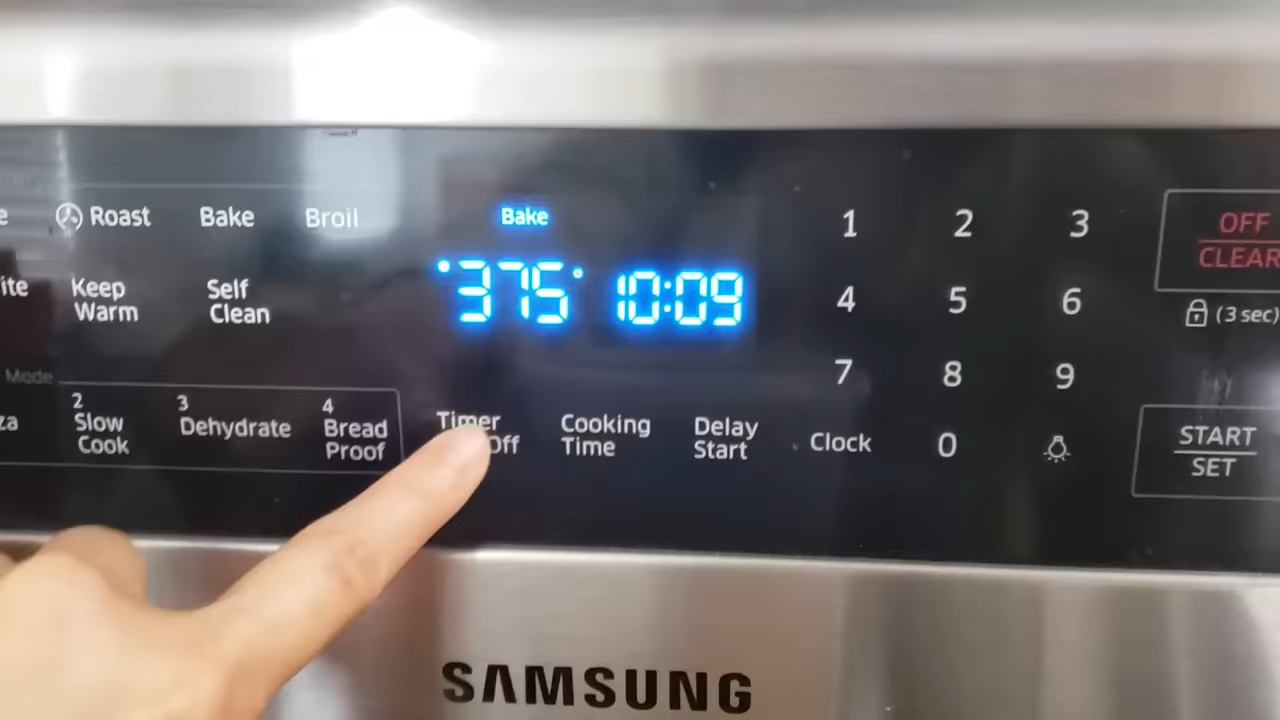 Roast Bake Broil
Bake
1 2 3
OFF
CLEAR
ite Keep Self
Warm Clean
°375° 10:09
4 5 6
(3 sec)
Mode
7 8 9
za
2
Slow
Cook
3
Dehydrate
4
Bread
Proof
Timer
Off
Cooking
Time
Delay
Start
Clock 0
START
SET
SAMSUNG